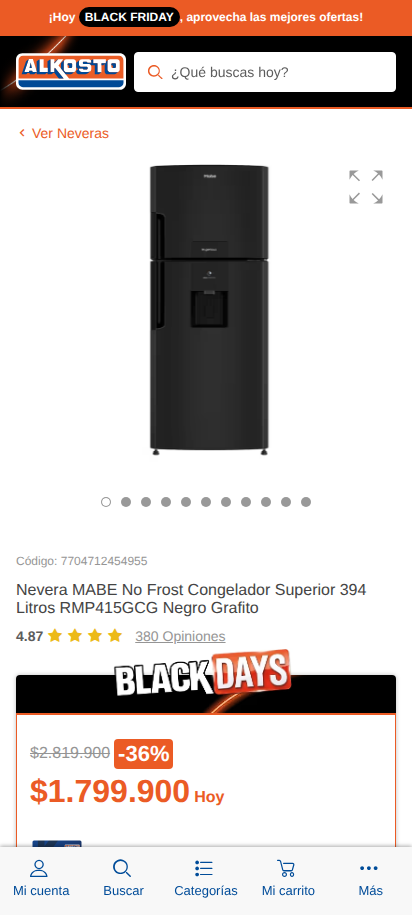 ¡Hoy BLACK FRIDAY, aprovecha las mejores ofertas!
ALKOSTO
¿Qué buscas hoy?
Ver Neveras
mabe
Código: 7704712454955
Nevera MABE No Frost Congelador Superior 394
Litros RMP415GCG Negro Grafito
4.87 380 Opiniones
BLACK DAYS
$2.819.900 -36%
$1.799.900 Hoy
Mi cuenta Buscar Categorías Mi carrito Más